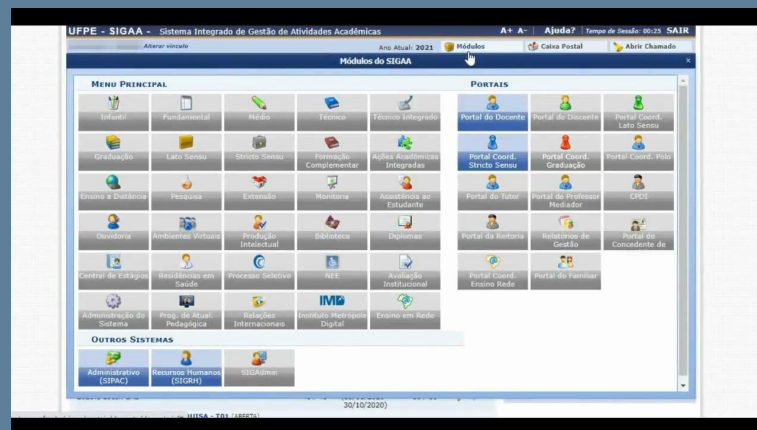 UFPE - SIGAA - Sistema Integrado de Gestão de Atividades Acadêmicas
A+ A- Ajuda? Tempo de Sessão: 00:25 SAIR
Alterar vínculo
Ano Atual: 2021 Módulos Caixa Postal Abrir Chamado
Módulos do SIGAA x
MENU PRINCIPAL
Infantil Fundamental Médio Técnico Técnico Integrado
Graduação Lato Sensu Stricto Sensu Formação Complementar Ações Acadêmicas Integradas
Ensino a Distância Pesquisa Extensão Monitoria Assistência ao Estudante
Ouvidoria Ambientes Virtuais Produção Intelectual Biblioteca Diplomas
Central de Estágios Residências em Saúde Processo Seletivo NEE Avaliação Institucional
IMD
Administração do Sistema Prog. de Atual. Pedagógica Relações Internacionais Instituto Metrópole Digital Ensino em Rede
PORTAIS
Portal do Docente Portal do Discente Portal Coord. Lato Sensu
Portal Coord. Stricto Sensu Portal Coord. Graduação Portal Coord. Polo
Portal do Tutor Portal do Professor Mediador CPDI
Portal da Reitoria Relatórios de Gestão Portal do Concedente de
Portal Coord. Ensino Rede Portal do Familiar
OUTROS SISTEMAS
Administrativo (SIPAC) Recursos Humanos (SIGRH) SIGAdmin
30/10/2020)
T01 (ABERTA)